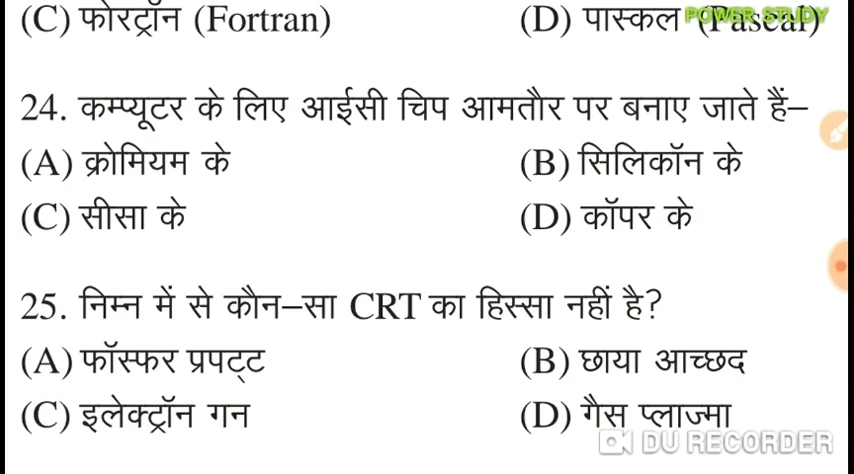 (C) फोरट्रॉन (Fortran) (D) पास्कल (Pascal)
POWER STUDY
24. कम्प्यूटर के लिए आईसी चिप आमतौर पर बनाए जाते हैं–
(A) क्रोमियम के (B) सिलिकॉन के
(C) सीसा के (D) कॉपर के
25. निम्न में से कौन–सा CRT का हिस्सा नहीं है?
(A) फॉस्फर प्रपट्ट (B) छाया आच्छद
(C) इलेक्ट्रॉन गन (D) गैस प्लाज्मा
DU RECORDER